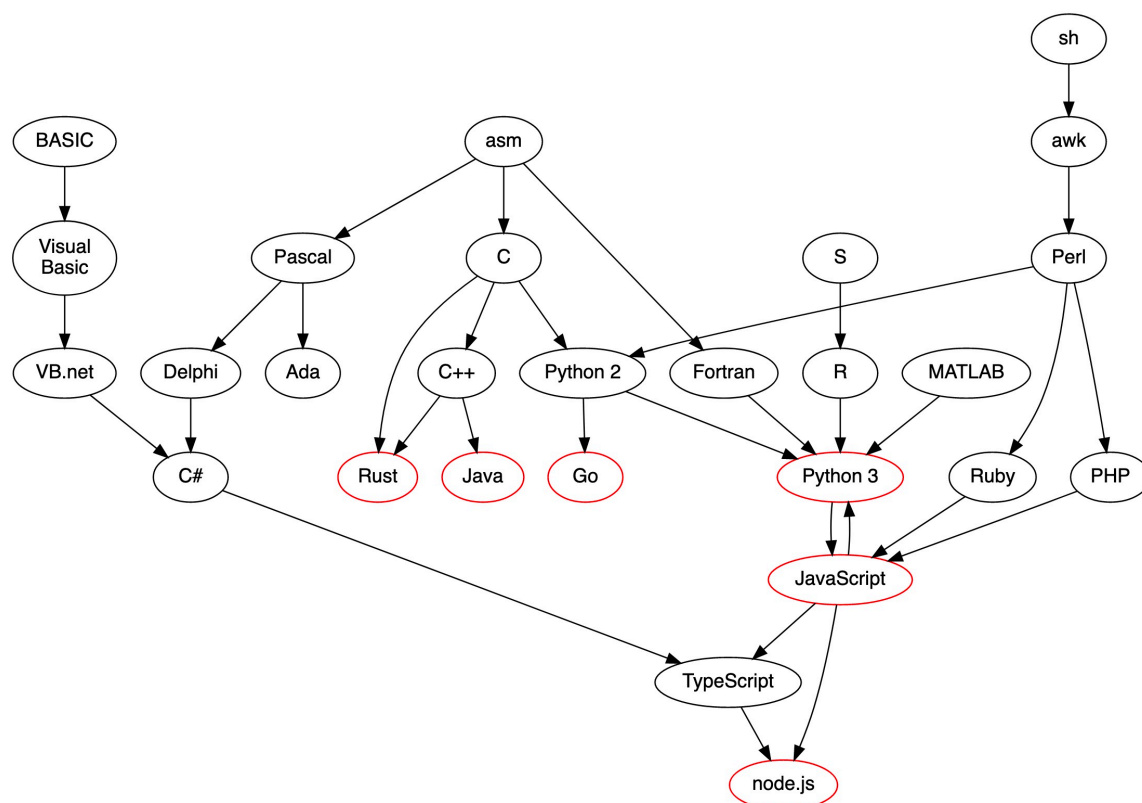 sh
BASIC
asm
awk
Visual
Basic
Pascal
C
S
Perl
VB.net
Delphi
Ada
C++
Python 2
Fortran
R
MATLAB
C#
Rust
Java
Go
Python 3
Ruby
PHP
JavaScript
TypeScript
node.js